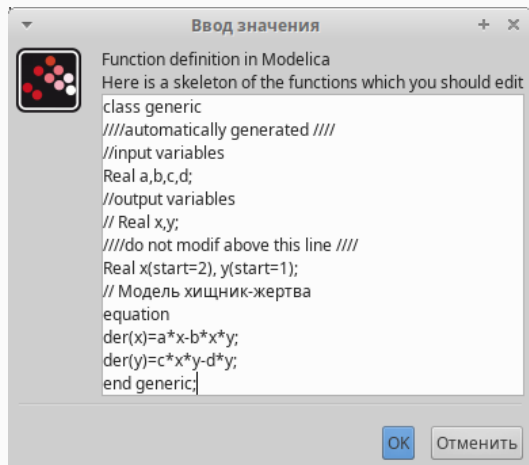 Ввод значения
Function definition in Modelica
Here is a skeleton of the functions which you should edit
class generic
////automatically generated ////
//input variables
Real a,b,c,d;
//output variables
// Real x,y;
////do not modif above this line ////
Real x(start=2), y(start=1);
// Модель хищник-жертва
equation
der(x)=a*x-b*x*y;
der(y)=c*x*y-d*y;
end generic;
OK Отменить